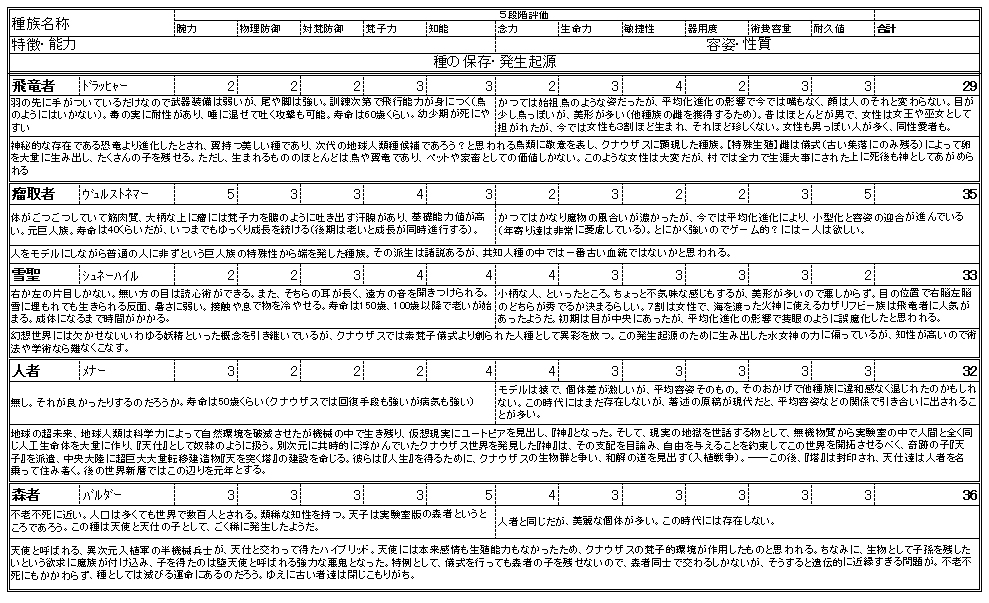 種族名称
５段階評価
腕力 物理防御 対梵防御 梵子力 知能 念力 生命力 敏捷性 器用度 術養容量 耐久値 合計
特徴・能力 容姿・性質
種の保存・発生起源
飛竜者 ﾄﾞﾗｯﾋｬｰ 2 2 2 3 3 2 3 4 2 3 3 29
羽の先に手がついているだけなので武器装備は弱いが、尾や脚は強い。訓練次第で飛行能力が身につく（鳥
のようにはいかない）。毒の実に耐性があり、唾に混ぜて吐く攻撃も可能。寿命は60歳くらい。幼少期が死にや
すい
かつては始祖鳥のような姿だったが、平均化進化の影響で今では嘴もなく、顔は人のそれと変わらない。目が
少し鳥っぽいが、美形が多い（他種族の雌を獲得するため）。昔はほとんどが男で、女性は女王や巫女として
担がれたが、今では女性も3割ほど生まれ、それほど珍しくない。女性も男っぽい人が多く、同性愛者も。
神秘的な存在である恐竜より進化したとされ、翼持つ美しい種であり、次代の地球人類種候補であろう？と思われる鳥類に敬意を表し、クナウザスに顕現した種族。【特殊生殖】雌は儀式（古い集落にのみ残る）によって卵
を大量に生み出し、たくさんの子を残せる。ただし、生まれるもののほとんどは鳥や翼竜であり、ペットや家畜としての価値しかない。このような女性は大変だが、村では全力で生涯大事にされた上に死後も神としてあがめら
れる
瘤取者 ｳﾞｭﾙｽﾄﾈﾏｰ 5 3 3 4 3 2 3 2 2 3 5 35
体がごつごつしていて筋肉質、大柄な上に瘤には梵子力を膿のように吐き出す汗腺があり、基礎能力値が高
い。元巨人族。寿命は40くらいだが、いつまでもゆっくり成長を続ける（後期は老いと成長が同時進行する）。
かつてはかなり魔物の風合いが濃かったが、今では平均化進化により、小型化と容姿の迎合が進んでいる
（年寄り達は非常に憂慮している）。とにかく強いのでゲーム的？には一人は欲しい。
人をモデルにしながら普通の人に非ずという巨人族の特殊性から端を発した種族。その派生は諸説あるが、共知人種の中では一番古い血統ではないかと思われる。
雪聖 ｼｭﾈｰﾊｲﾙ 2 2 3 4 4 4 3 3 3 3 2 33
右か左の片目しかない。無い方の目は読心術ができる。また、そちらの耳が長く、遠方の音を聞きつけられる。
雪に埋もれても生きられる反面、暑さに弱い。接触や息で物を冷やせる。寿命は150歳、100歳以降で老いが始
まる。成体になるまで時間がかかる。
小柄な人、といったところ。ちょっと不気味な感じもするが、美形が多いので悪しからず。目の位置で右脳左脳
のどちらが秀でるか決まるらしい。7割は女性で、海を渡った火神に使えるカザリアビー族は飛竜者に人気が
あったようだ。初期は目が中央にあったが、平均化進化の影響で隻眼のように誤魔化したと思われる。
幻想世界には欠かせないいわゆる妖精といった概念を引き継いでいるが、クナウザスでは素梵子儀式より創られた人種として異彩を放つ。この発生起源のために生み出した水女神の力に偏っているが、知性が高いので術
法や学術なら難なくこなす。
人者 ﾒﾅｰ 3 2 2 2 4 4 3 3 3 3 3 32
無し。それが良かったりするのだろうか。寿命は50歳くらい（クナウザスでは回復手段も強いが病気も強い）
モデルは猿で、個体差が激しいが、平均容姿そのもの。そのおかげで他種族に違和感なく混じれたのかもしれ
ない。この時代にはまだ存在しないが、著述の原稿が現代だと、平均容姿などの関係で引き合いに出されるこ
とが多い。
地球の超未来、地球人類は科学力によって自然環境を破滅させたが機械の中で生き残り、仮想現実にユートピアを見出し、『神』となった。そして、現実の地獄を世話する物として、無機物質から実験室の中で人間と全く同
じ人工生命体を大量に作り、『天仕』として奴隷のように扱う。別次元には時的に浮かんでいたクナウザス世界を発見した『神』は、その支配を目論み、自由を与えることを約束してこの世界を開拓させるべく、奇跡の子『天
子』を派遣、中央大陸に超巨大大量転移建造物『天を突く塔』の建設を命じる。彼らは『人生』を得るために、クナウザスの生物群と争い、和解の道を見出す（入植戦争）。――この後、『塔』は封印され、天仕達は人者を名
乗って住み着く。後の世界新暦ではこの辺りを元年とする。
森者 ﾊﾞﾙﾀﾞｰ 3 3 3 3 5 4 3 3 3 3 3 36
不老不死に近い。人口は多くても世界で数百人とされる。類稀な知性を持つ。天子は実験室版の森者というと
ころであろう。この種は天使と天仕の子として、ごく稀に発生したようだ。
人者と同じだが、美麗な個体が多い。この時代には存在しない。
天使と呼ばれる、異次元入植軍の半機械兵士が、天仕と交わって得たハイブリッド。天使には本来感情も生殖能力もなかったため、クナウザスの梵子的環境が作用したものと思われる。ちなみに、生物として子孫を残した
いという欲求に魔族が付け込み、子を得たのは堕天使と呼ばれる強力な悪鬼となった。特例として、儀式を行っても森者の子を残せないので、森者同士で交わるしかないが、そうすると遺伝的に近縁すぎる問題が。不老不
死にもかかわらず、種としては滅びる運命にあるのだろう。ゆえに古い者達は閉じこもりがち。